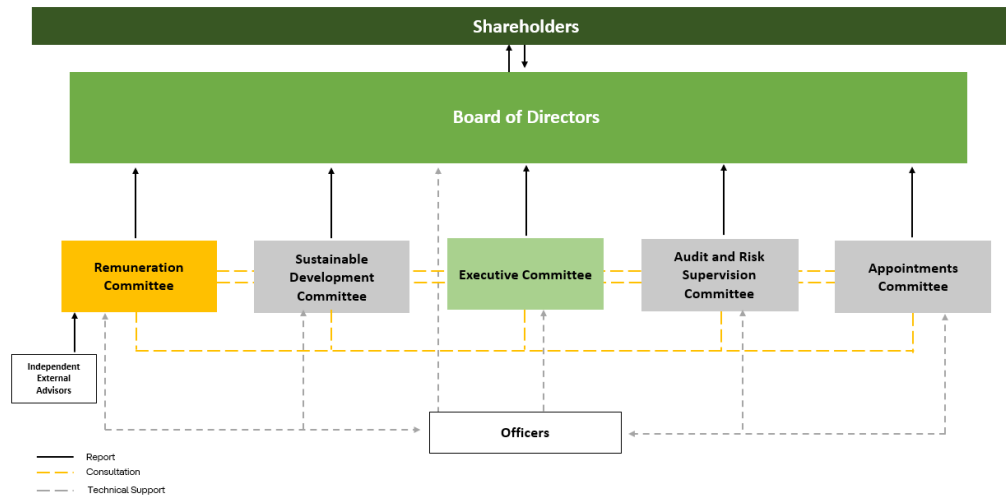 Shareholders
Board of Directors
Remuneration
Committee
Sustainable
Development
Committee
Executive Committee
Audit and Risk
Supervision
Committee
Appointments
Committee
Independent
External
Advisors
Officers
Report
Consultation
Technical Support